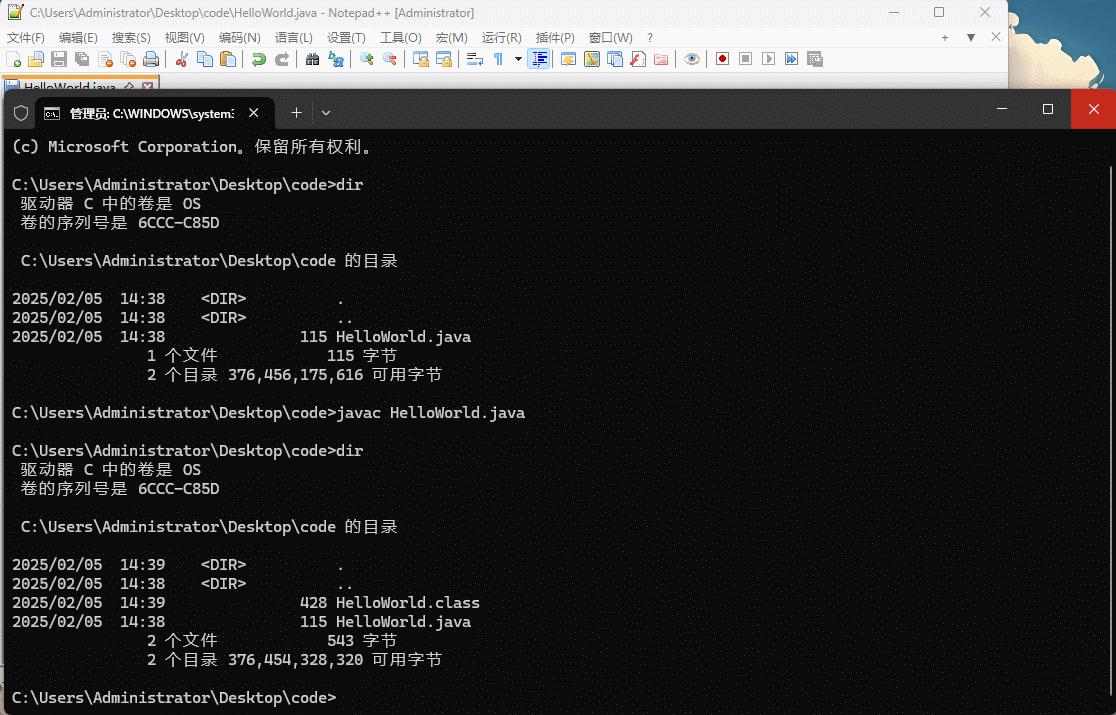 C:\Users\Administrator\Desktop\code\HelloWorld.java - Notepad++ [Administrator]
文件(F) 编辑(E) 搜索(S) 视图(V) 编码(N) 语言(L) 设置(T) 工具(O) 宏(M) 运行(R) 插件(P) 窗口(W) ?
HelloWorld.java
管理员: C:\WINDOWS\system:
(c) Microsoft Corporation。保留所有权利。
C:\Users\Administrator\Desktop\code>dir
驱动器 C 中的卷是 OS
卷的序列号是 6CCC-C85D
C:\Users\Administrator\Desktop\code 的目录
2025/02/05 14:38 <DIR> .
2025/02/05 14:38 <DIR> ..
2025/02/05 14:38 115 HelloWorld.java
1 个文件 115 字节
2 个目录 376,456,175,616 可用字节
C:\Users\Administrator\Desktop\code>javac HelloWorld.java
C:\Users\Administrator\Desktop\code>dir
驱动器 C 中的卷是 OS
卷的序列号是 6CCC-C85D
C:\Users\Administrator\Desktop\code 的目录
2025/02/05 14:39 <DIR> .
2025/02/05 14:38 <DIR> ..
2025/02/05 14:39 428 HelloWorld.class
2025/02/05 14:38 115 HelloWorld.java
2 个文件 543 字节
2 个目录 376,454,328,320 可用字节
C:\Users\Administrator\Desktop\code>